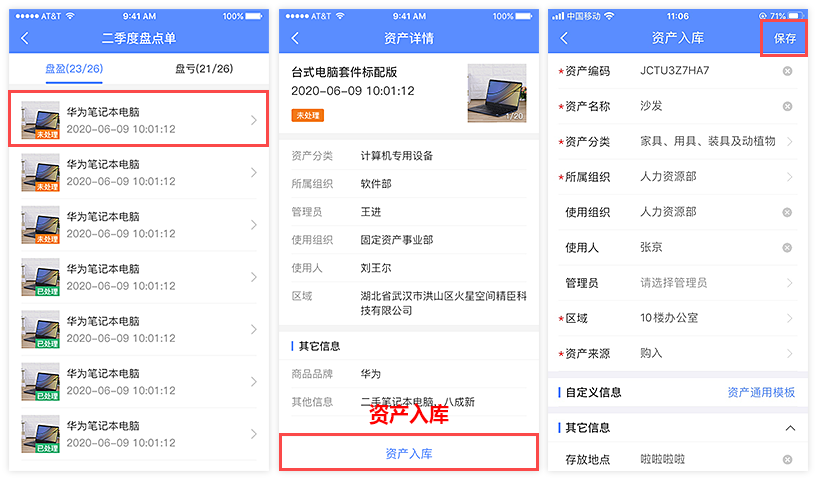 AT&T 9:41 AM 100%
二季度盘点单
盘盈(23/26) 盘亏(21/26)
华为笔记本电脑
2020-06-09 10:01:12
未处理
华为笔记本电脑
2020-06-09 10:01:12
未处理
华为笔记本电脑
2020-06-09 10:01:12
未处理
华为笔记本电脑
2020-06-09 10:01:12
已处理
华为笔记本电脑
2020-06-09 10:01:12
已处理
华为笔记本电脑
2020-06-09 10:01:12
已处理
华为笔记本电脑
2020-06-09 10:01:12
已处理
AT&T 9:41 AM 100%
资产详情
台式电脑套件标配版
2020-06-09 10:01:12
未处理
1/20
资产分类 计算机专用设备
所属组织 软件部
管理员 王进
使用组织 固定资产事业部
使用人 刘王尔
区域 湖北省武汉市洪山区火星空间精臣科
技有限公司
其它信息
商品品牌 华为
其他信息 二手笔记本电脑，八成新
资产入库
资产入库
中国移动 11:06 71%
资产入库 保存
*资产编码 JCTU3Z7HA7
*资产名称 沙发
*资产分类 家具、用具、装具及动植物
*所属组织 人力资源部
使用组织 人力资源部
使用人 张京
管理员 请选择管理员
*区域 10楼办公室
*资产来源 购入
自定义信息 资产通用模板
其它信息
存放地点 啦啦啦啦